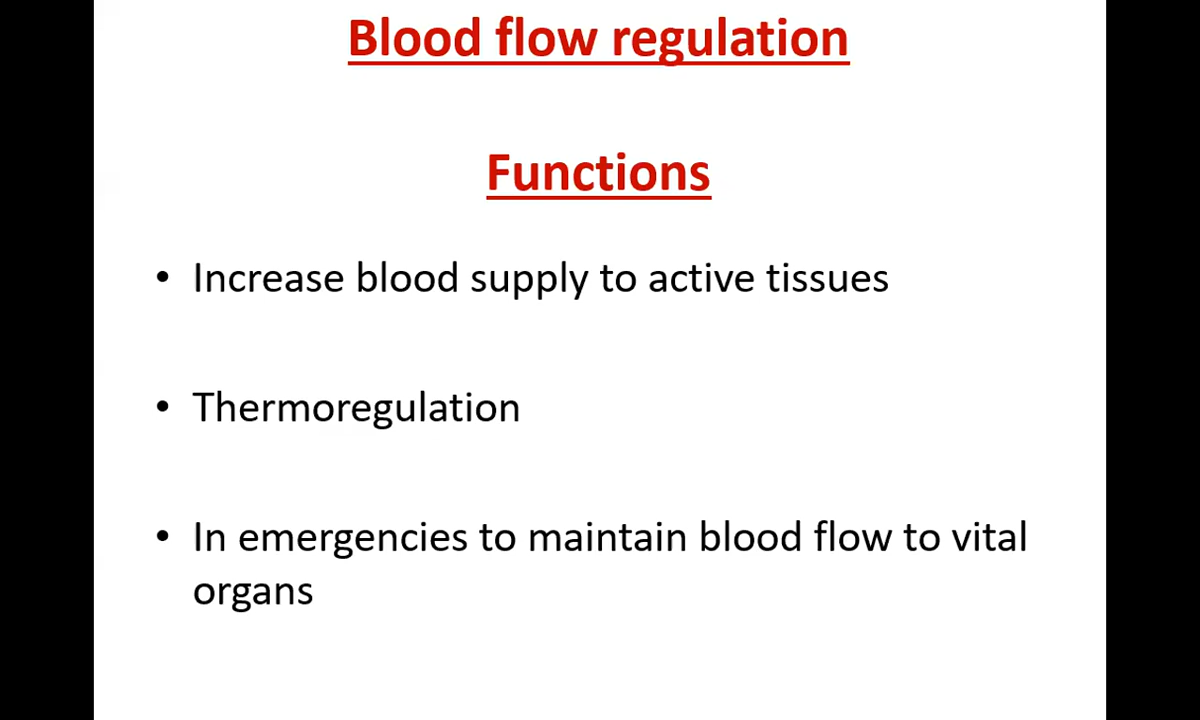 Blood flow regulation
Functions
• Increase blood supply to active tissues
• Thermoregulation
• In emergencies to maintain blood flow to vital
organs